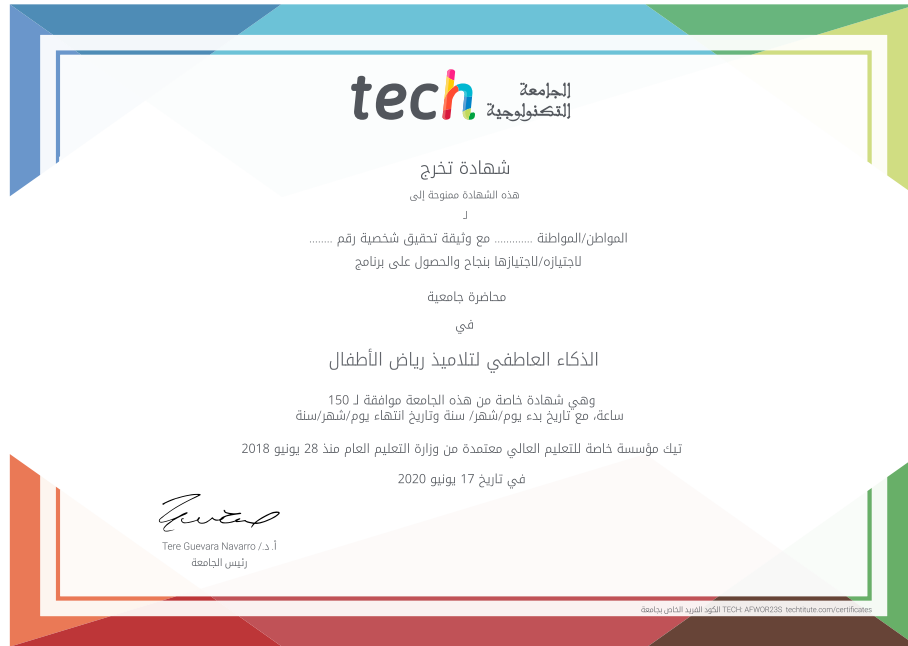 tech الجامعة
التكنولوجية
شهادة تخرج
هذه الشهادة ممنوحة إلى
لـ
المواطن/المواطنة ............ مع وثيقة تحقيق شخصية رقم ........
لاجتيازه/لاجتيازها بنجاح والحصول على برنامج
محاضرة جامعية
في
الذكاء العاطفي لتلاميذ رياض الأطفال
وهي شهادة خاصة من هذه الجامعة موافقة لـ 150
ساعة، مع تاريخ بدء يوم/شهر/ سنة وتاريخ انتهاء يوم/شهر/سنة
تيك مؤسسة خاصة للتعليم العالي معتمدة من وزارة التعليم العام منذ 28 يونيو 2018
في تاريخ 17 يونيو 2020
أ. د./ Tere Guevara Navarro
رئيس الجامعة
الكود الفريد الخاص بجامعة TECH: AFWOR23S techtitute.com/certificates